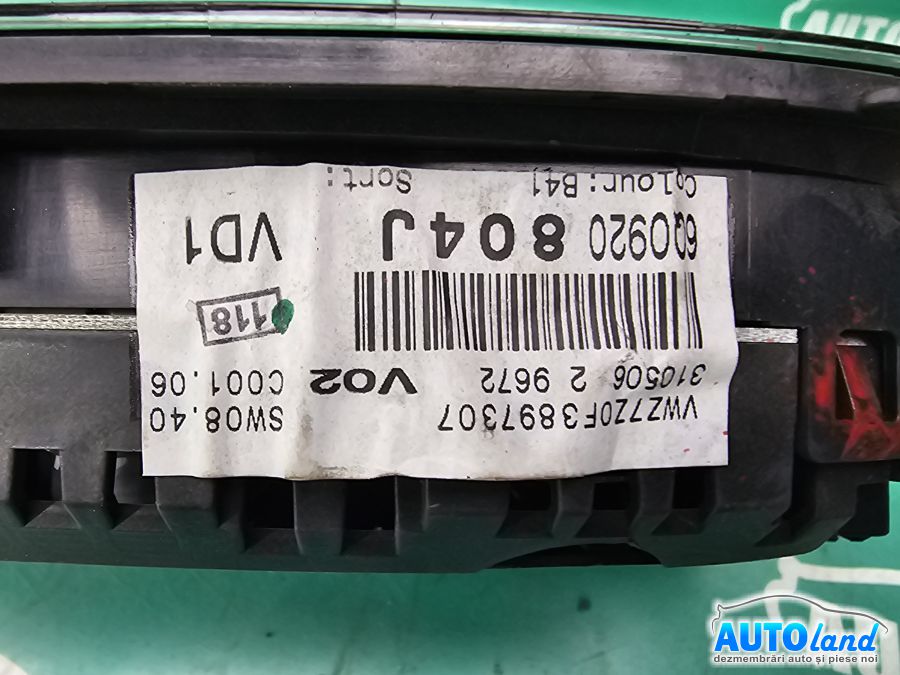 VWZ7Z0F3897307
SW08.40
310506 2 9672 V02 C001.06
118
6Q0920 804J VD1
Colour: B41 Sort:
AUTOLAND
AUTOland
dezmembrări auto și piese noi